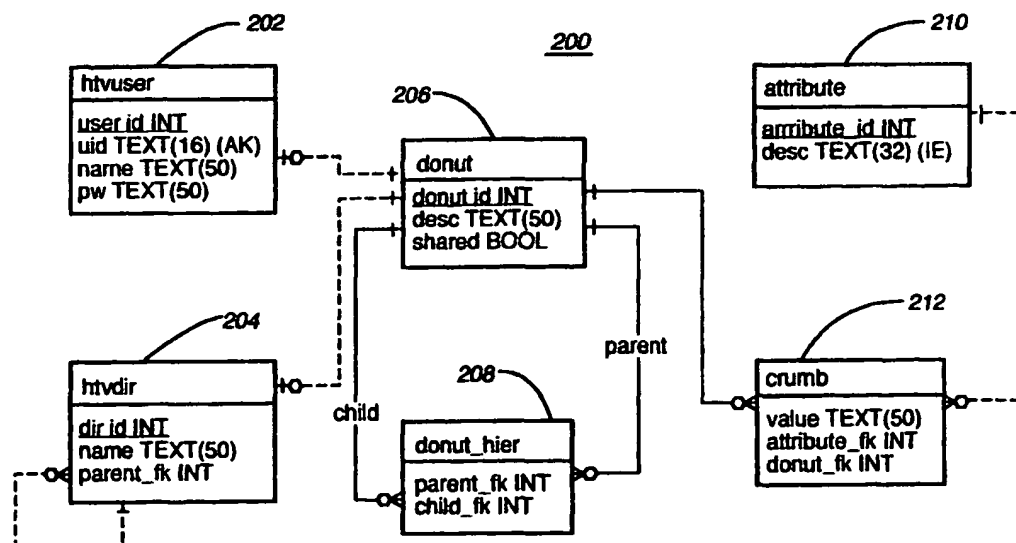 202
200
210
htvuser
user id INT
uid TEXT(16) (AK)
name TEXT(50)
pw TEXT(50)
206
donut
donut id INT
desc TEXT(50)
shared BOOL
attribute
arrribute_id INT
desc TEXT(32) (IE)
204
htvdir
dir id INT
name TEXT(50)
parent_fk INT
child
208
donut_hier
parent_fk INT
child_fk INT
parent
212
crumb
value TEXT(50)
attribute_fk INT
donut_fk INT